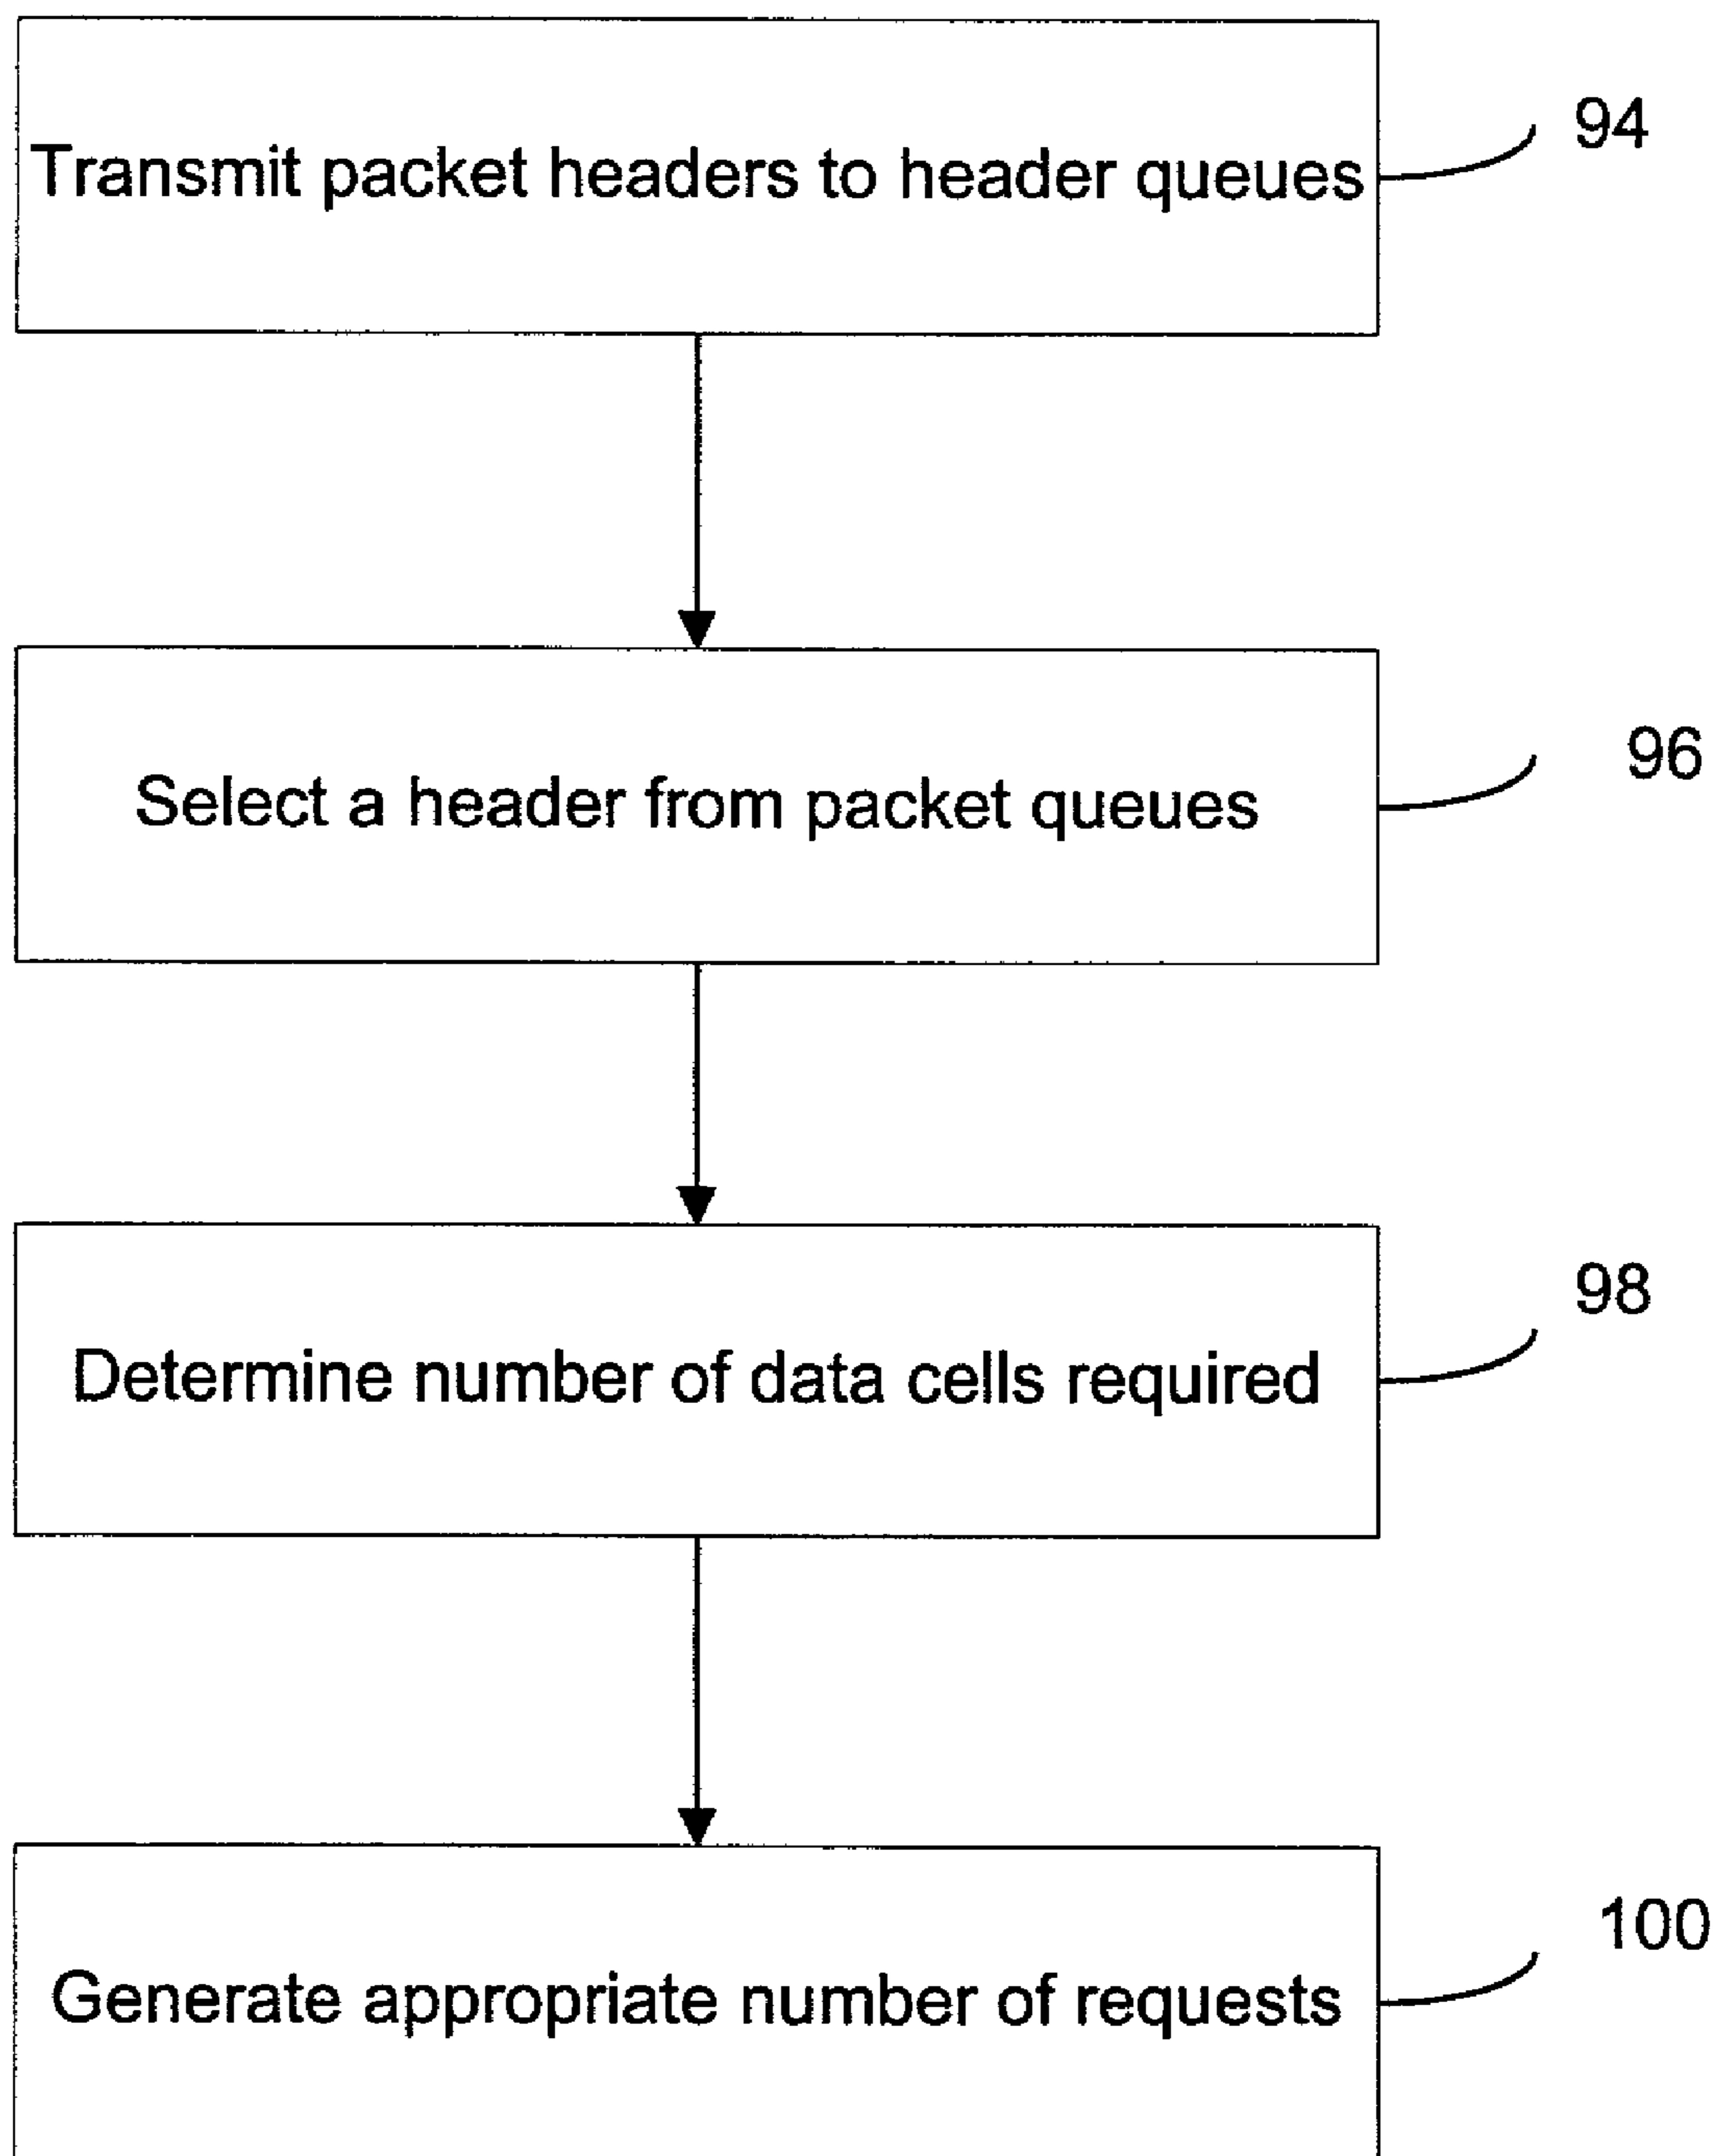 Transmit packet headers to header queues
94
Select a header from packet queues
96
Determine number of data cells required
98
Generate appropriate number of requests
100